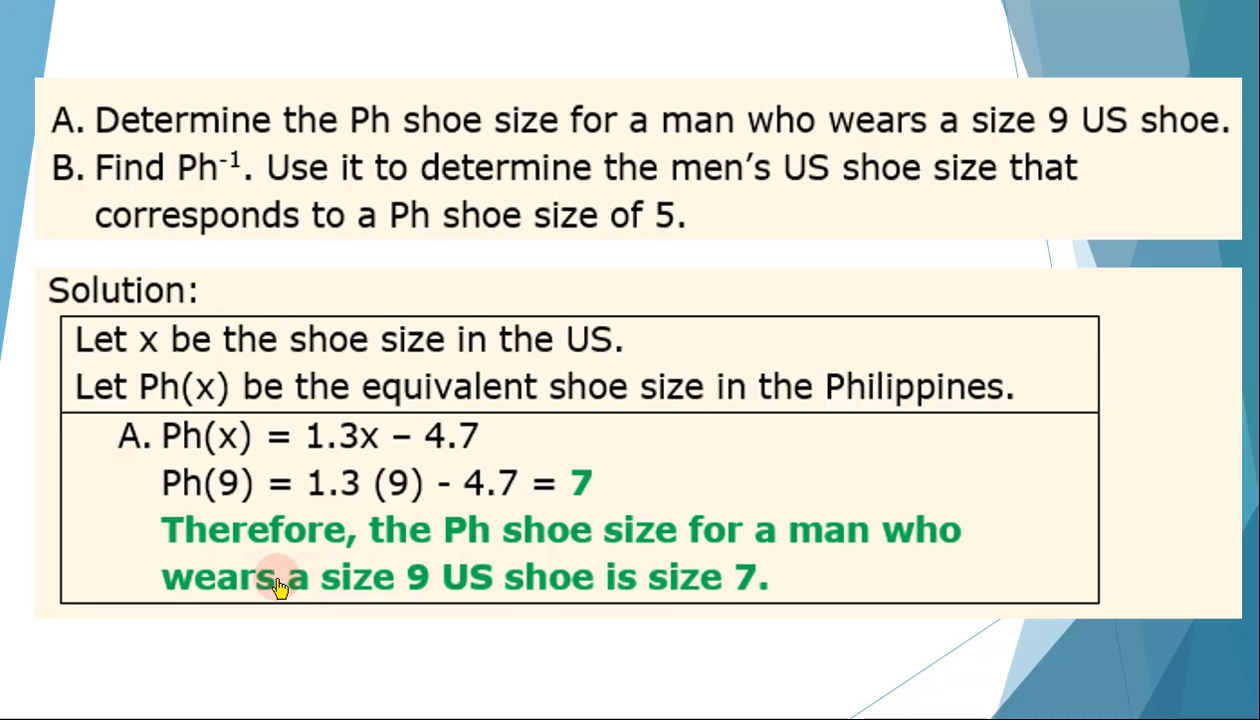 A. Determine the Ph shoe size for a man who wears a size 9 US shoe.
B. Find Ph⁻¹. Use it to determine the men’s US shoe size that
corresponds to a Ph shoe size of 5.
Solution:
Let x be the shoe size in the US.
Let Ph(x) be the equivalent shoe size in the Philippines.
A. Ph(x) = 1.3x – 4.7
Ph(9) = 1.3 (9) - 4.7 = 7
Therefore, the Ph shoe size for a man who
wears a size 9 US shoe is size 7.